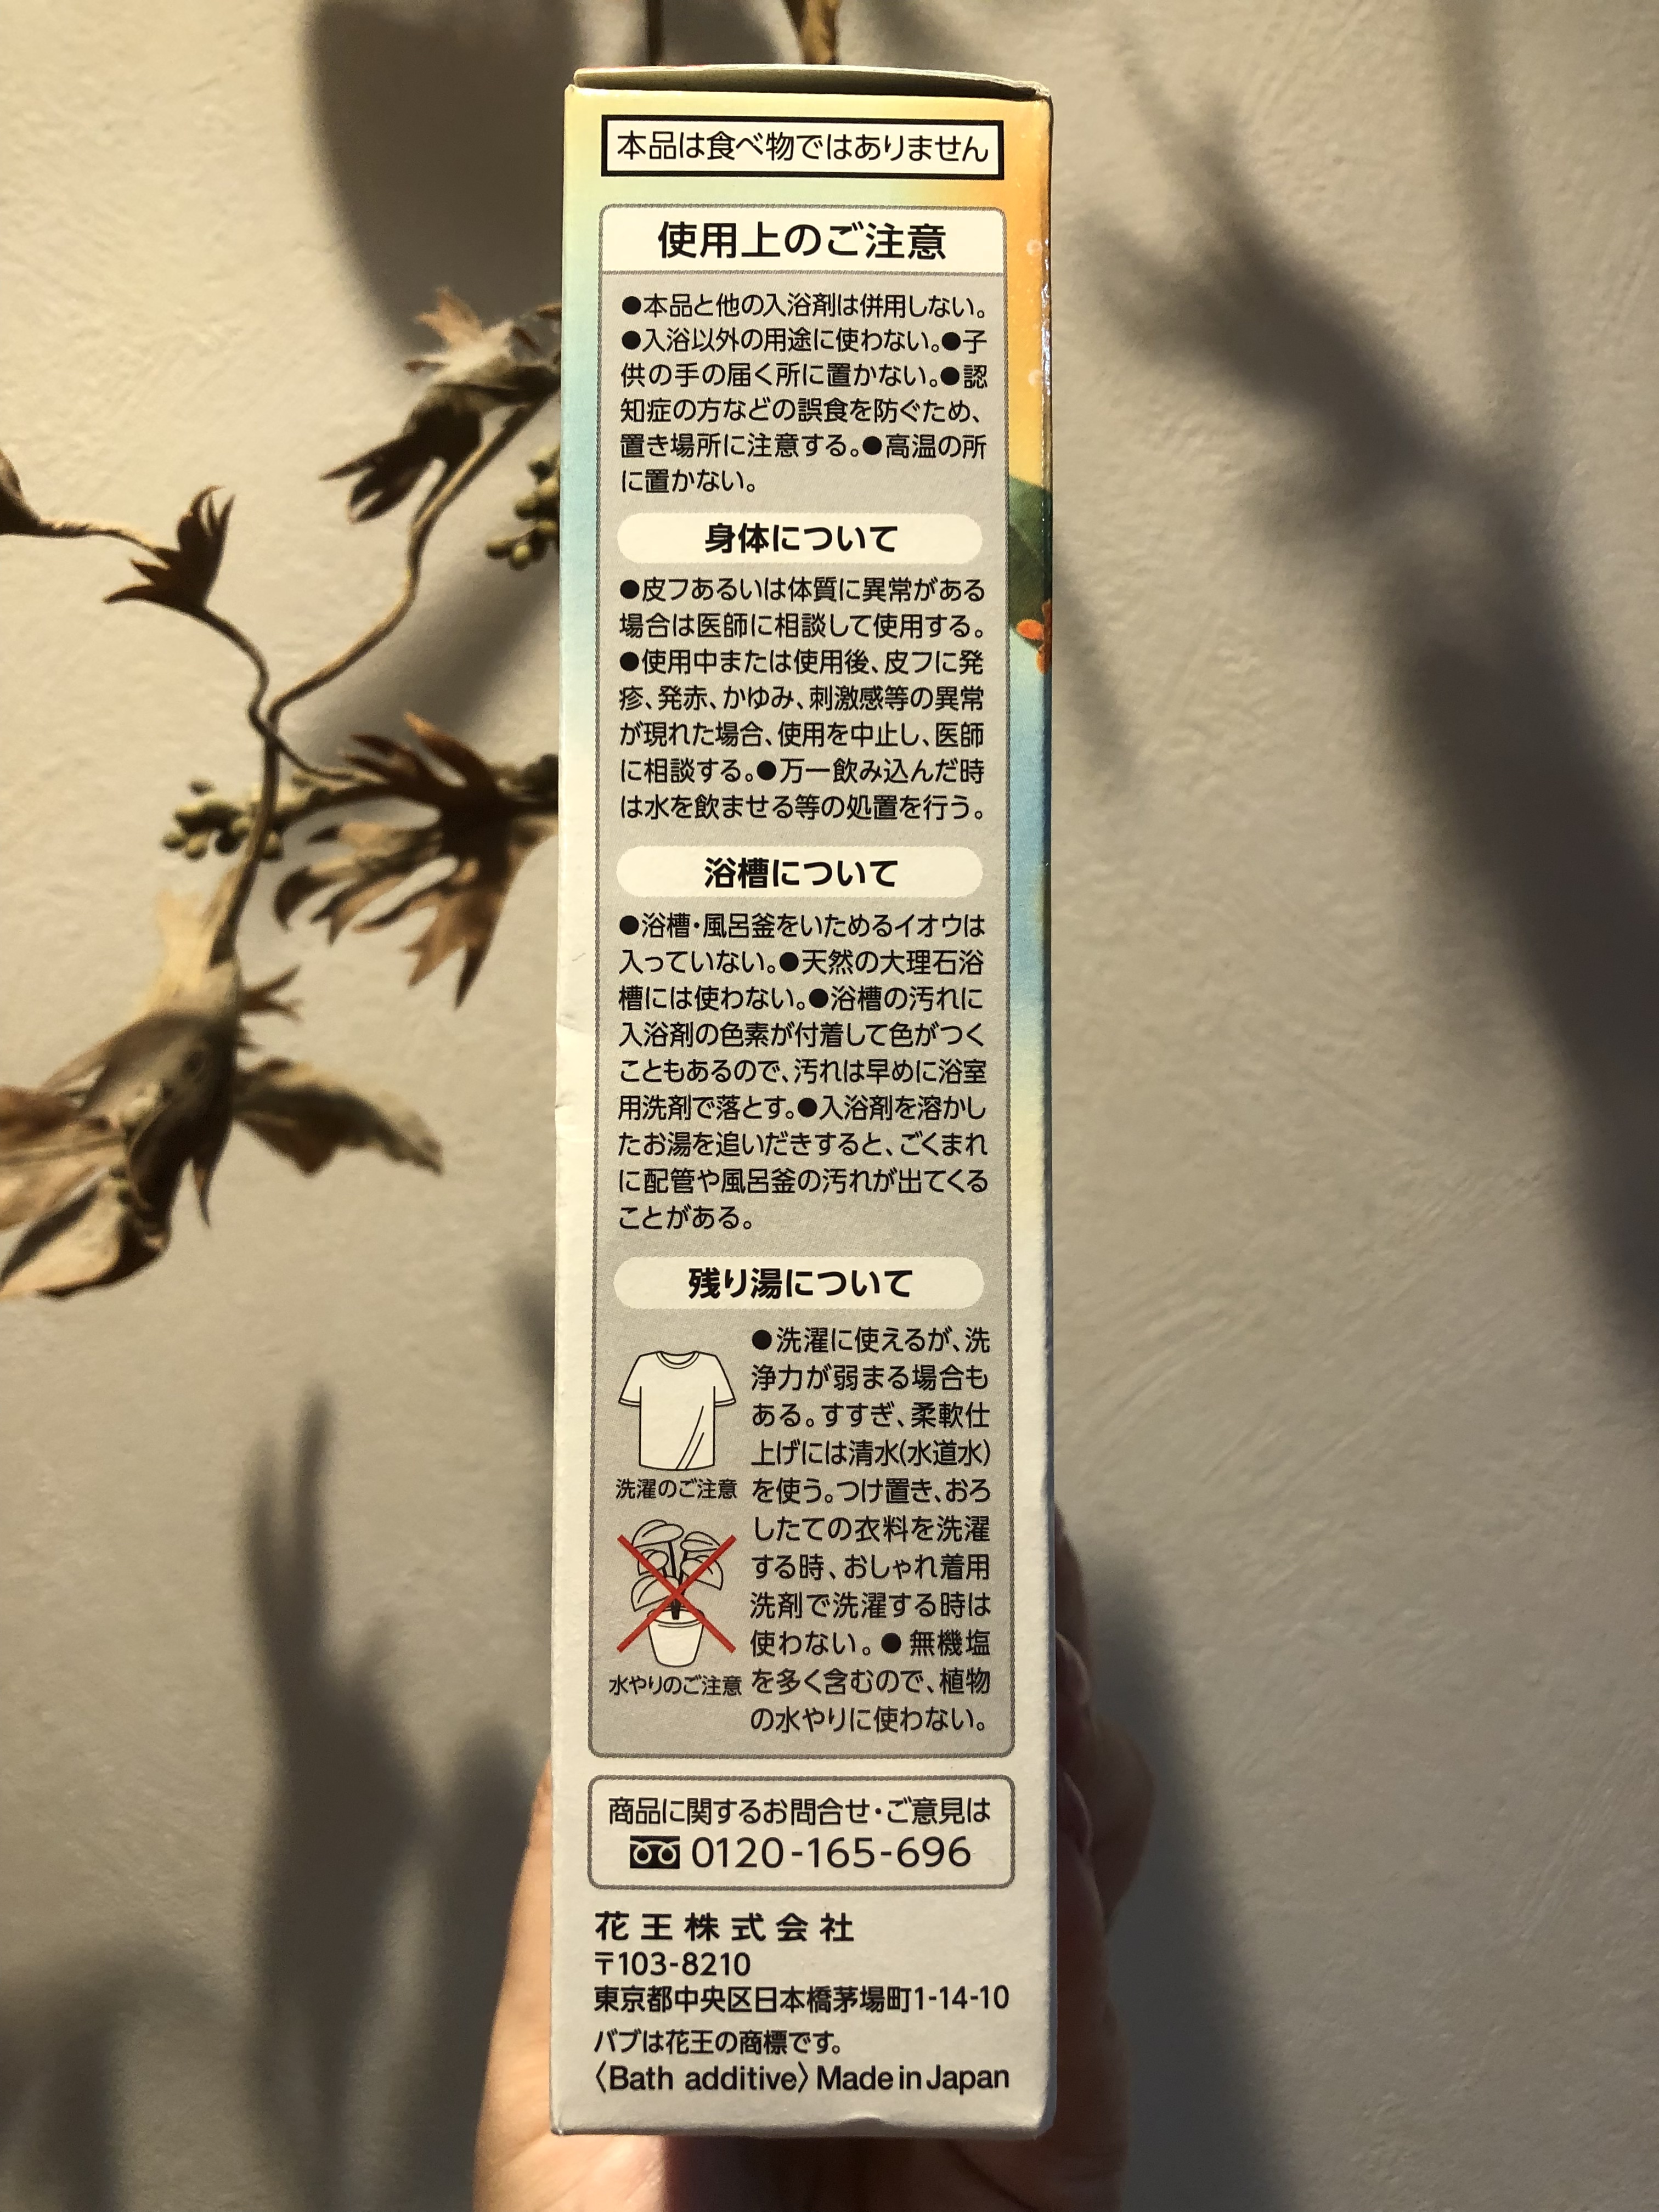 本品は食べ物ではありません
使用上のご注意
●本品と他の入浴剤は併用しない。
●入浴以外の用途に使わない。●子
供の手の届く所に置かない。●認
知症の方などの誤食を防ぐため、
置き場所に注意する。●高温の所
に置かない。
身体について
●皮フあるいは体質に異常がある
場合は医師に相談して使用する。
●使用中または使用後、皮フに発
疹、発赤、かゆみ、刺激感等の異常
が現れた場合、使用を中止し、医師
に相談する。●万一飲み込んだ時
は水を飲ませる等の処置を行う。
浴槽について
●浴槽・風呂釜をいためるイオウは
入っていない。●天然の大理石浴
槽には使わない。●浴槽の汚れに
入浴剤の色素が付着して色がつく
こともあるので、汚れは早めに浴室
用洗剤で落とす。●入浴剤を溶かし
たお湯を追いだきすると、ごくまれ
に配管や風呂釜の汚れが出てくる
ことがある。
残り湯について
●洗濯に使えるが、洗
浄力が弱まる場合も
ある。すすぎ、柔軟仕
上げには清水(水道水)
を使う。つけ置き、おろ
したての衣料を洗濯
する時、おしゃれ着用
洗剤で洗濯する時は
使わない。●無機塩
を多く含むので、植物
の水やりに使わない。
洗濯のご注意
水やりのご注意
商品に関するお問合せ・ご意見は
0120-165-696
花王株式会社
〒103-8210
東京都中央区日本橋茅場町1-14-10
バブは花王の商標です。
〈Bath additive〉Made in Japan